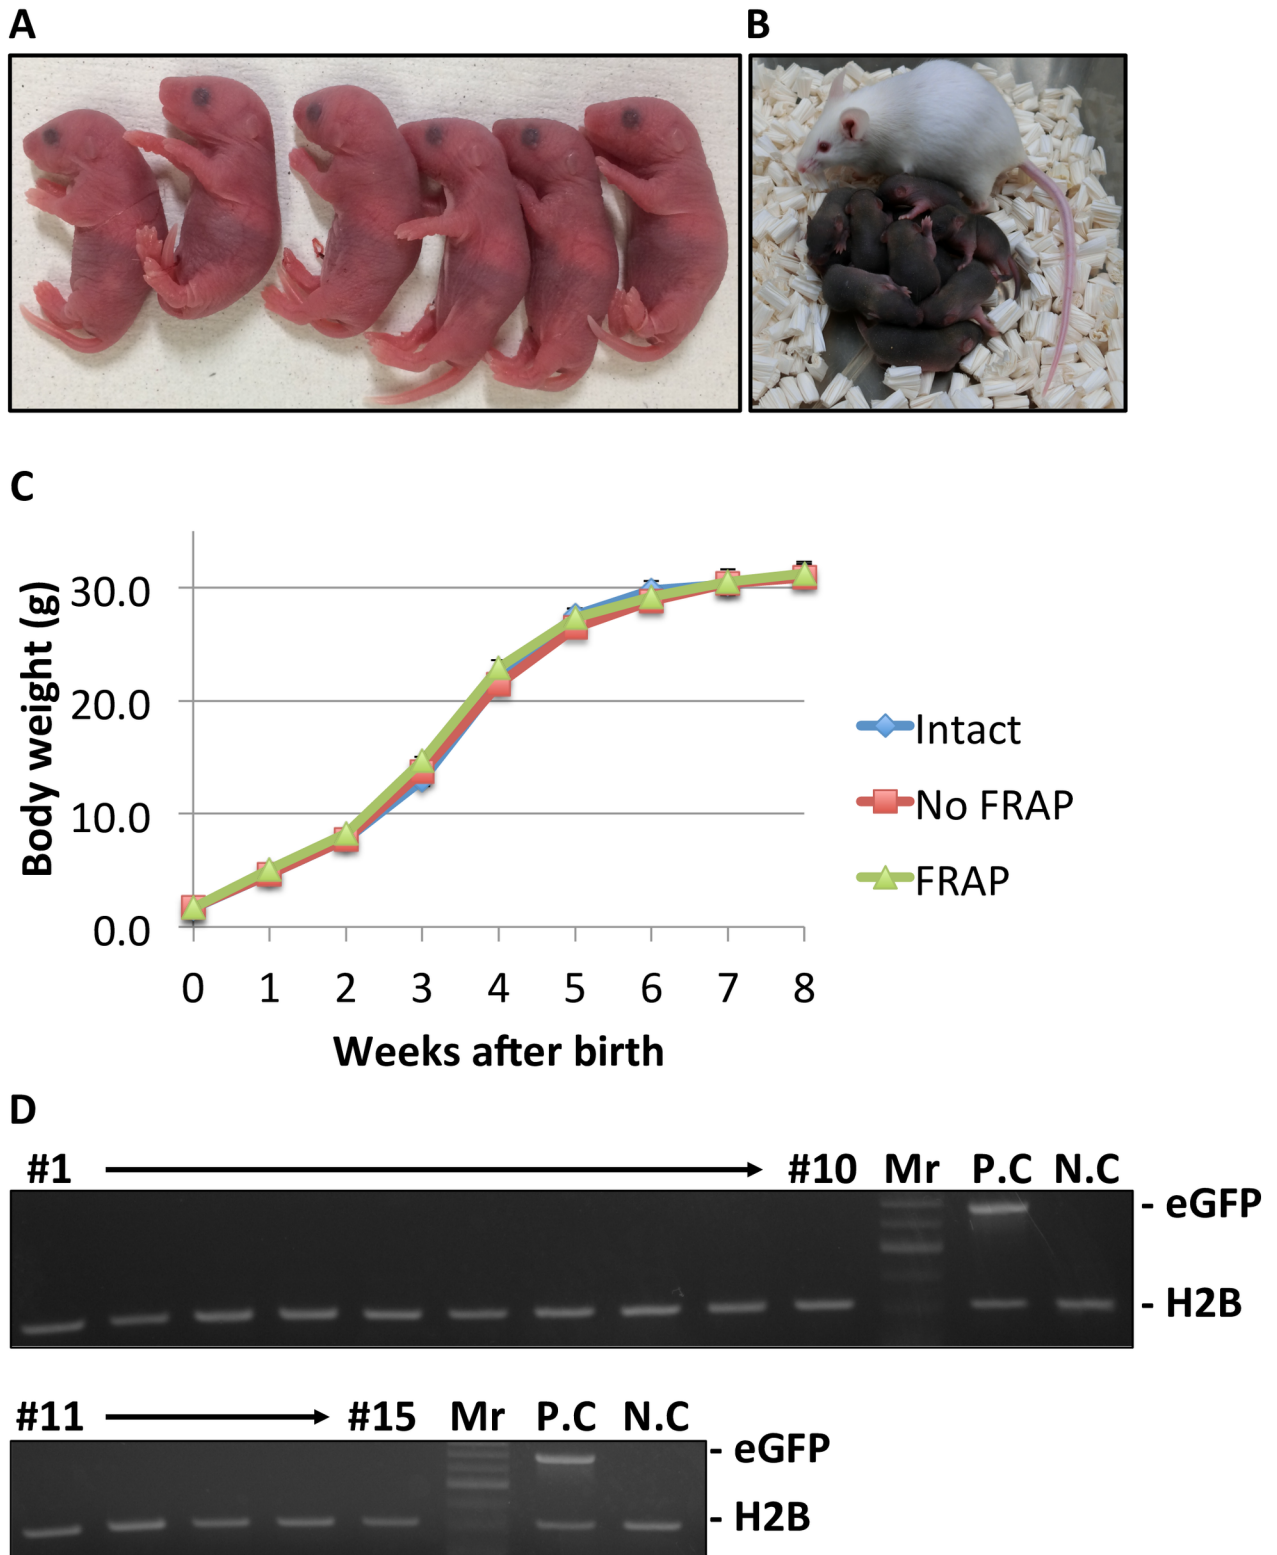 A
B
C
Body weight (g)
30.0
20.0
10.0
0.0
0 1 2 3 4 5 6 7 8
Weeks after birth
Intact
No FRAP
FRAP
D
#1 #10 Mr P.C N.C
- eGFP
- H2B
#11 #15 Mr P.C N.C
- eGFP
- H2B